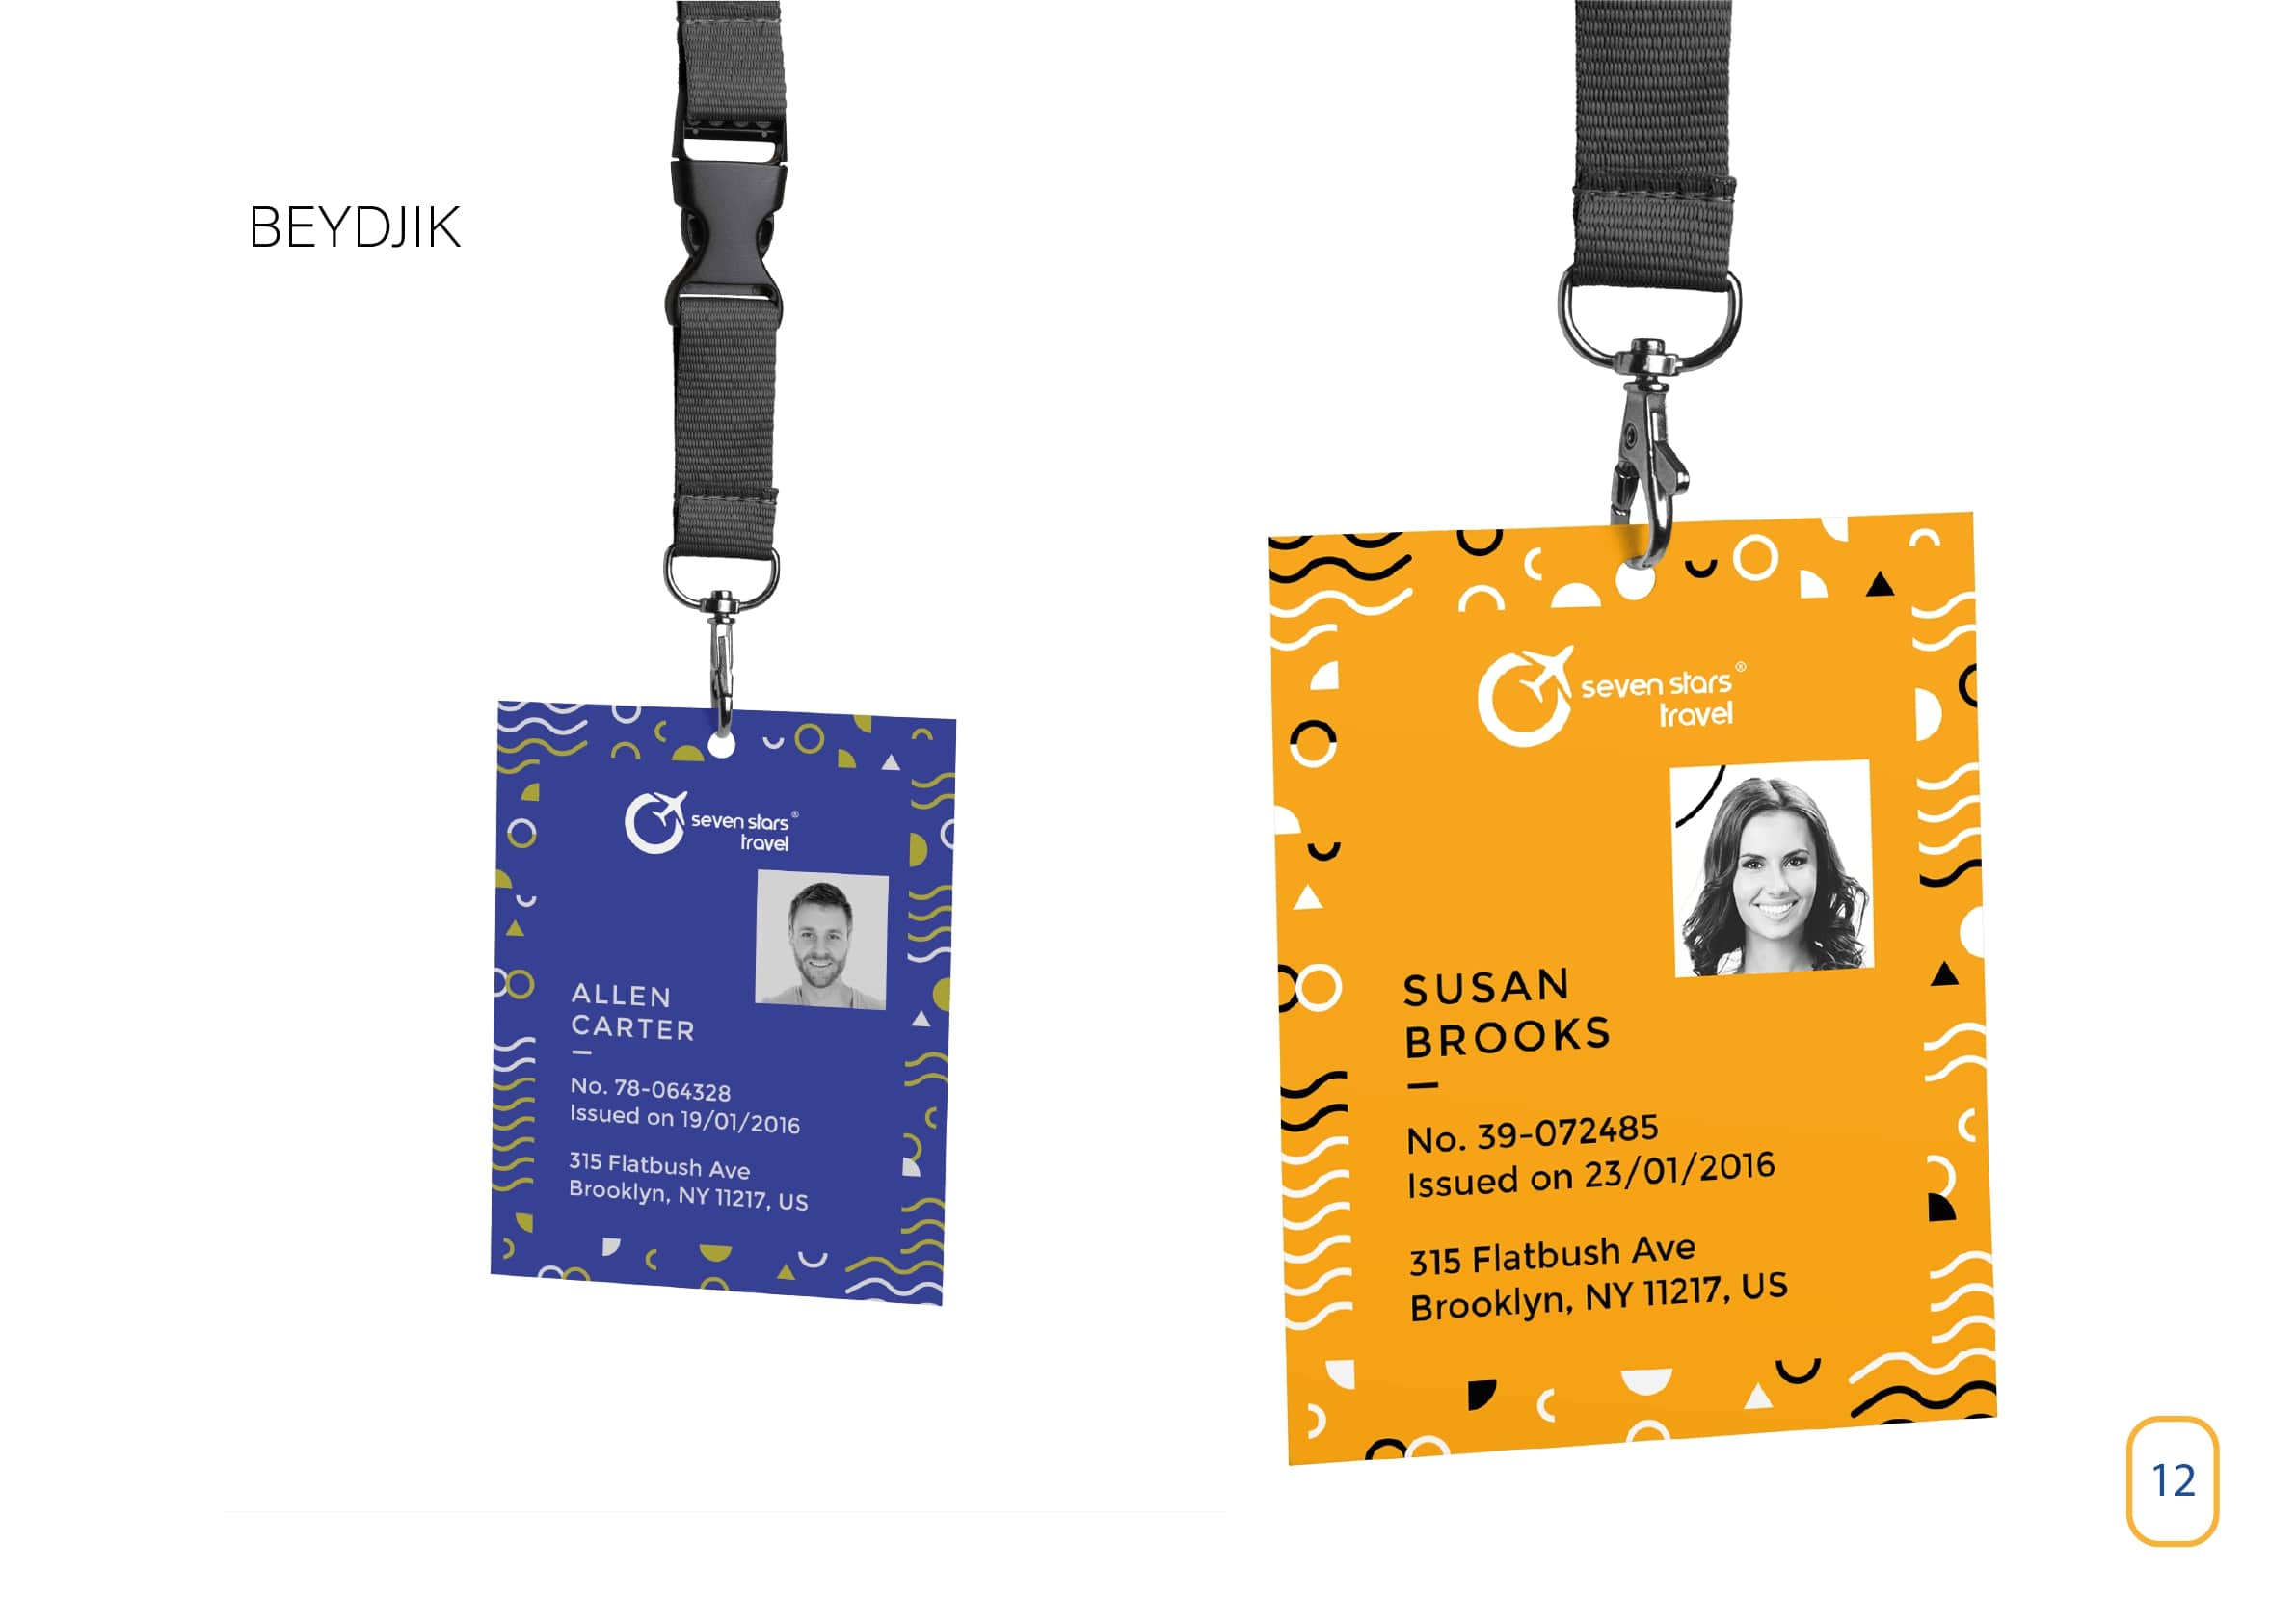 BEYDJIK
seven stars®
travel
ALLEN
CARTER
No. 78-064328
Issued on 19/01/2016
315 Flatbush Ave
Brooklyn, NY 11217, US
seven stars®
travel
SUSAN
BROOKS
No. 39-072485
Issued on 23/01/2016
315 Flatbush Ave
Brooklyn, NY 11217, US
12